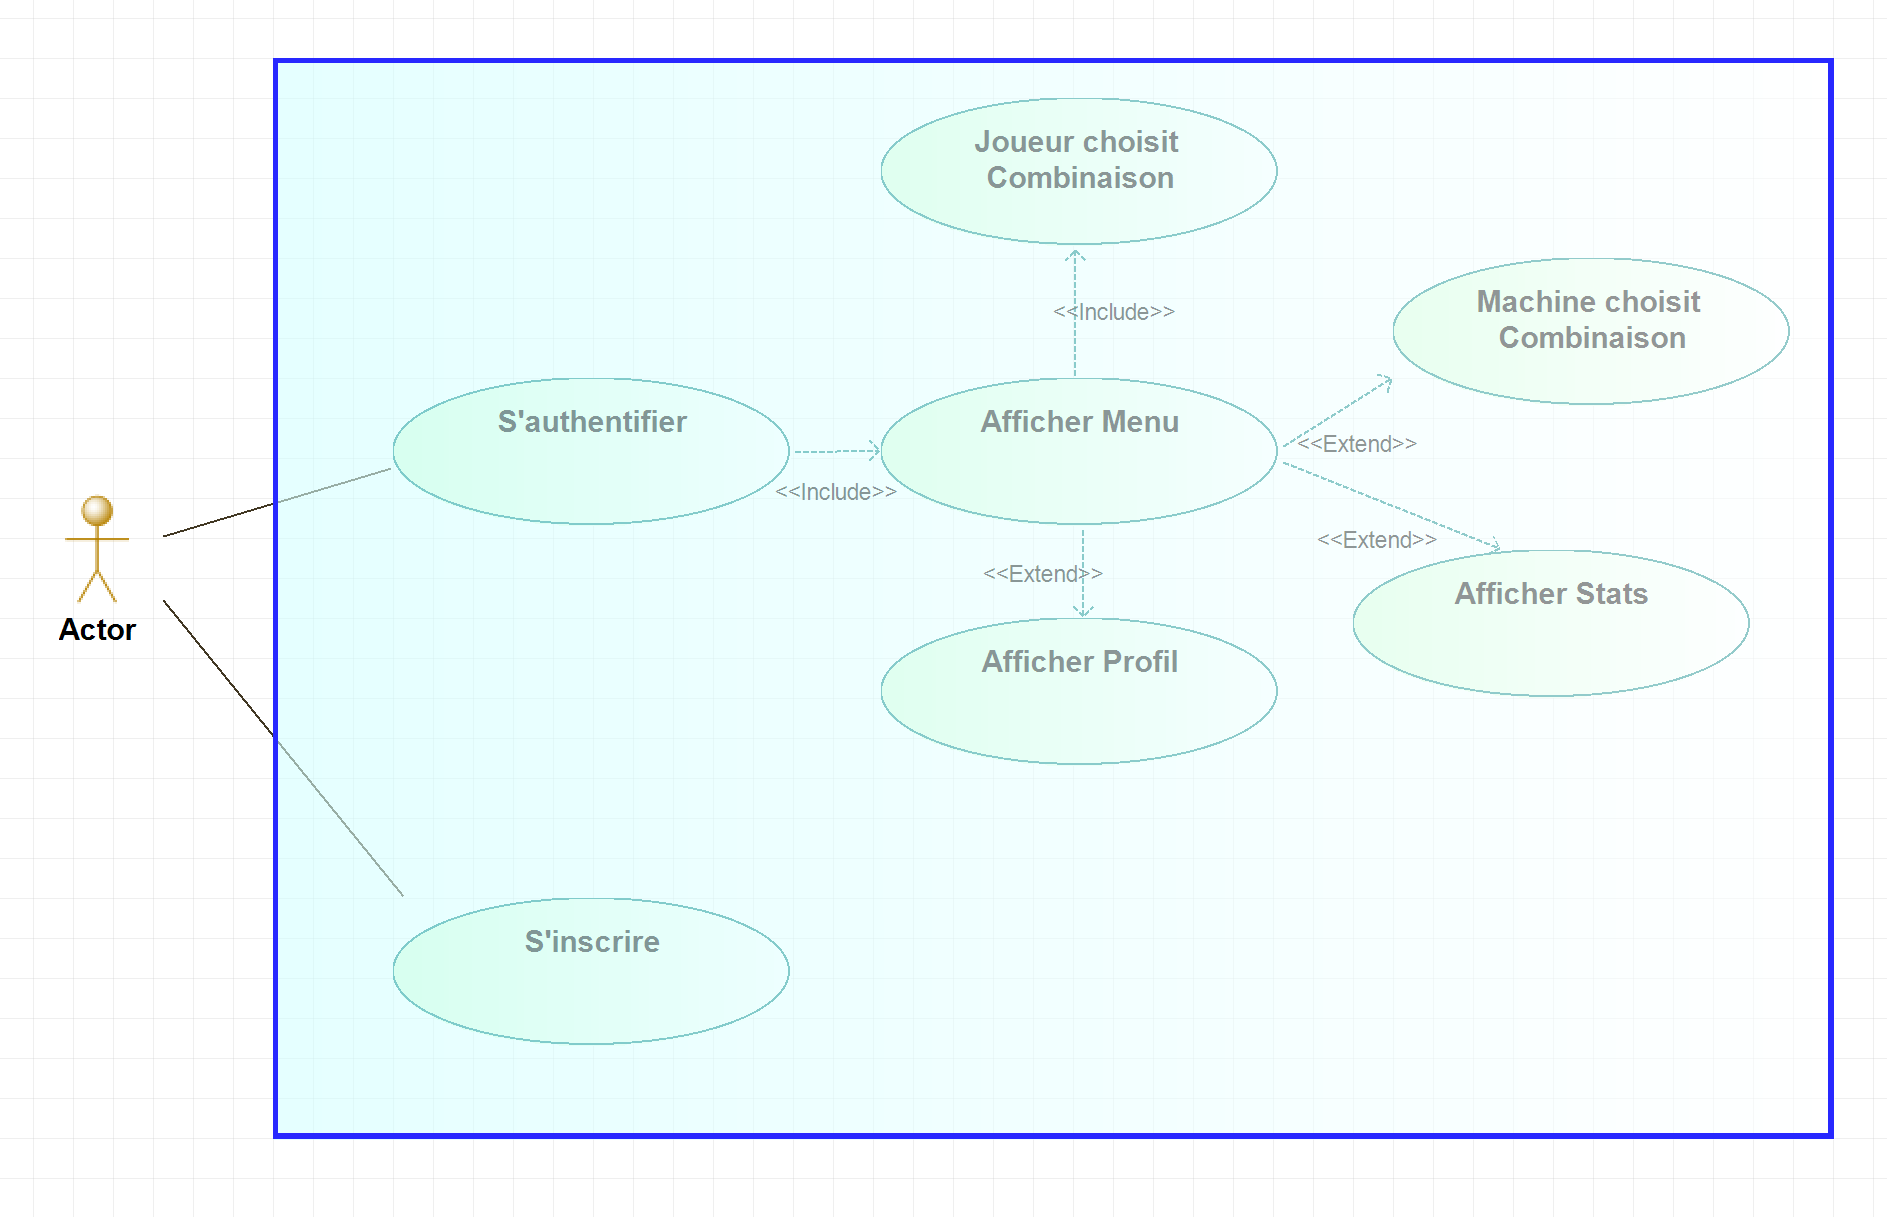 Joueur choisit
Combinaison
Machine choisit
Combinaison
<<Include>>
S'authentifier
Afficher Menu
<<Extend>>
<<Include>>
<<Extend>>
<<Extend>>
Afficher Stats
Actor
Afficher Profil
S'inscrire